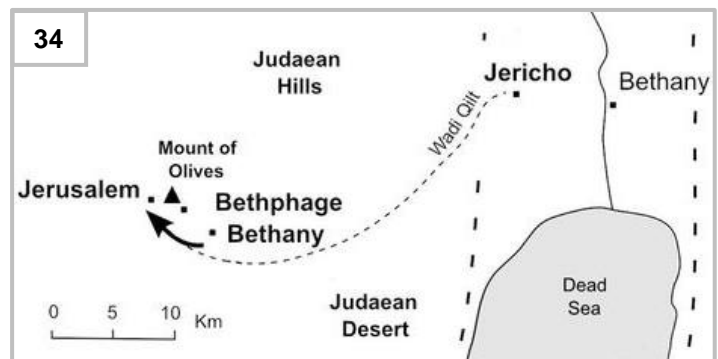 34
Judaean
Hills
Jericho
Bethany
Wadi Qilt
Mount of
Olives
Jerusalem
Bethphage
Bethany
0 5 10 Km
Judaean
Desert
Dead
Sea